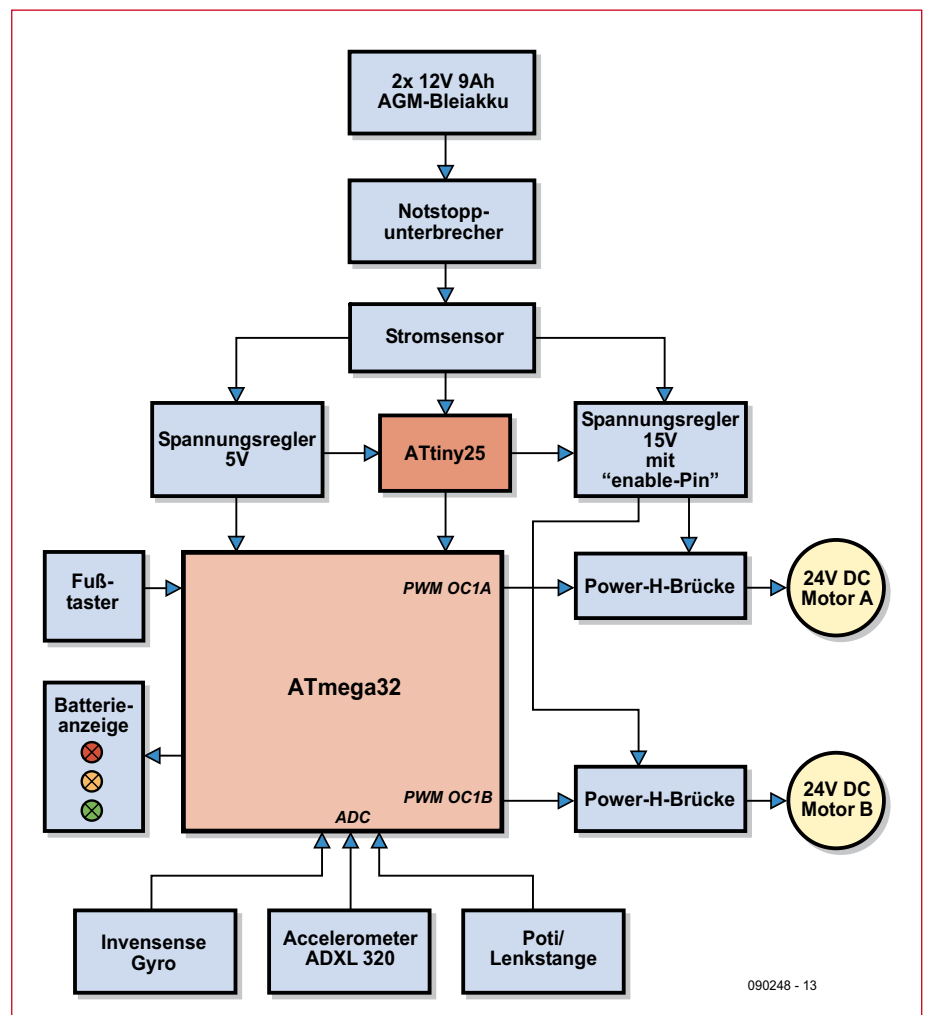 2x 12V 9Ah
AGM-Bleiakku
Notstopp-
unterbrecher
Stromsensor
Spannungsregler
5V
ATtiny25
Spannungsregler
15V
mit
“enable-Pin”
Fuß-
taster
PWM OC1A
Power-H-Brücke
24V DC
Motor A
ATmega32
Batterie-
anzeige
PWM OC1B
Power-H-Brücke
24V DC
Motor B
ADC
Invensense
Gyro
Accelerometer
ADXL 320
Poti/
Lenkstange
090248 - 13